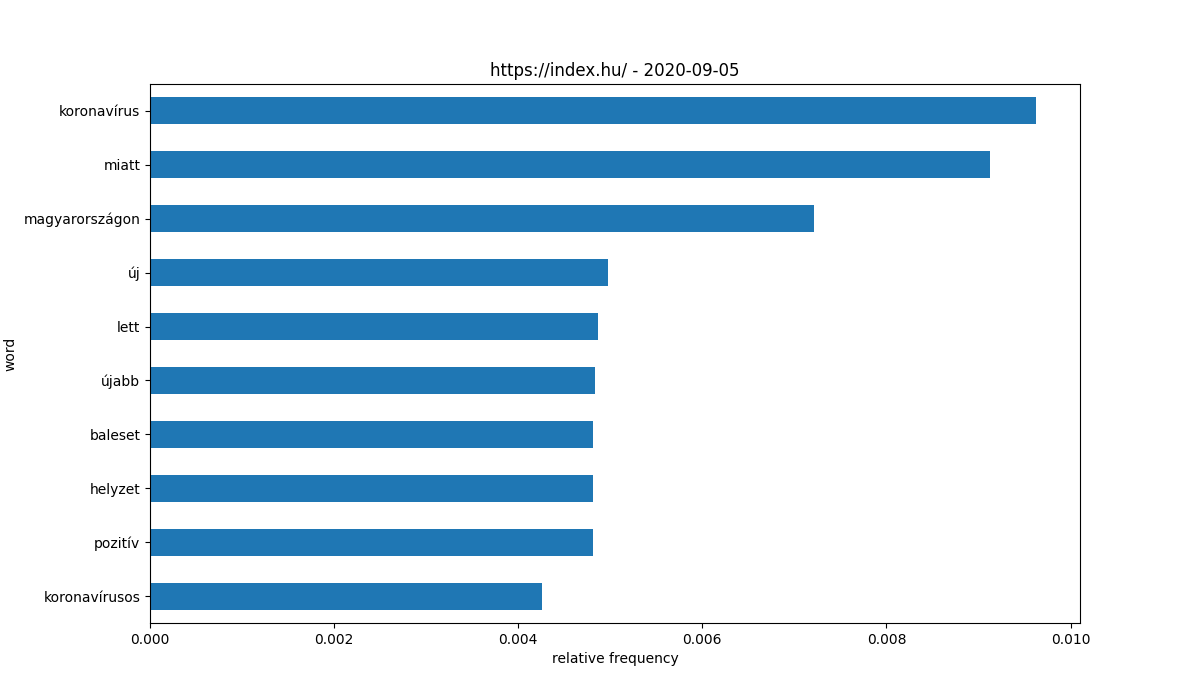 https://index.hu/ - 2020-09-05
koronavírus
miatt
magyarországon
új
lett
újabb
baleset
helyzet
pozitív
koronavírusos
word
0.000 0.002 0.004 0.006 0.008 0.010
relative frequency